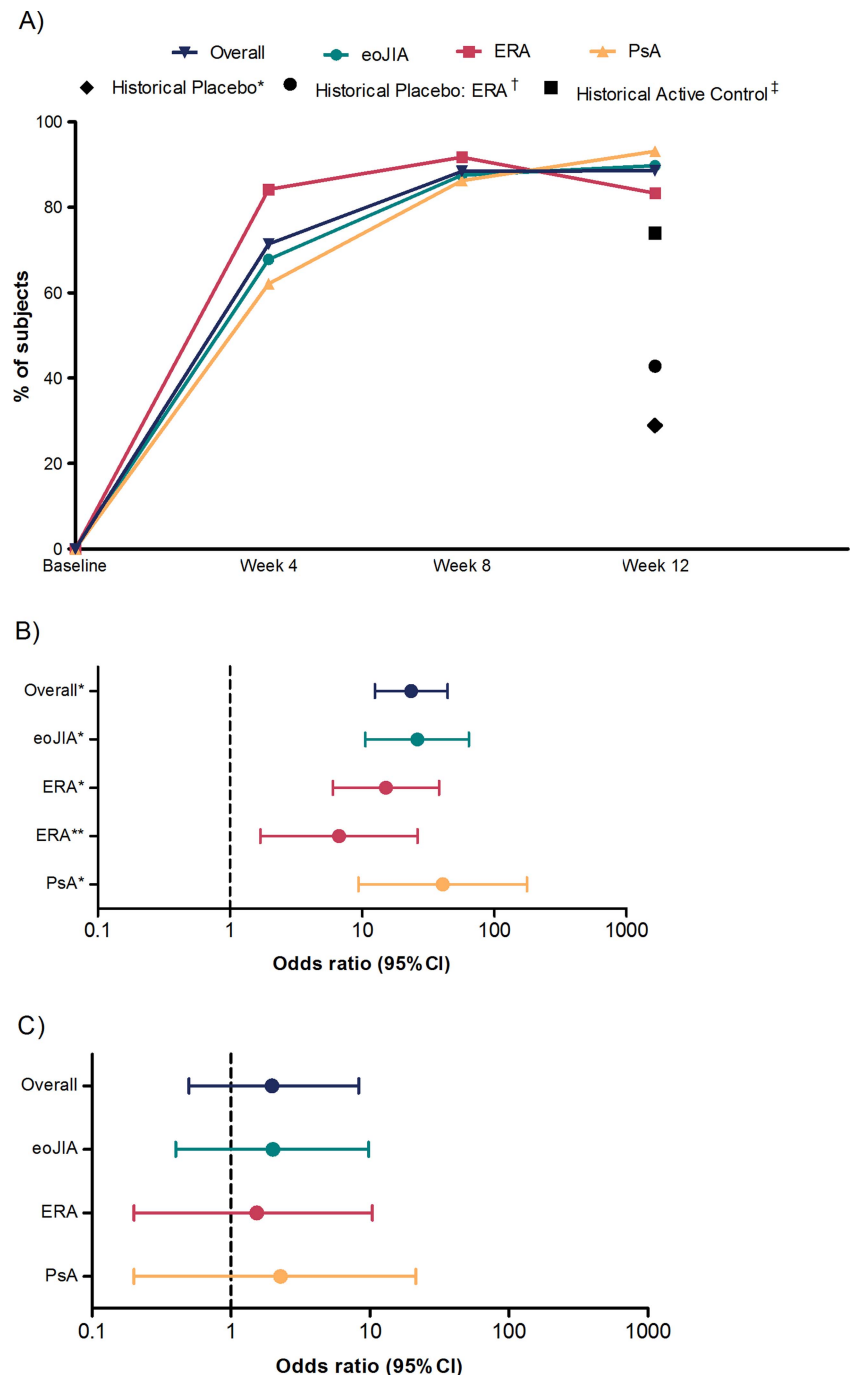 A)
Overall eoJIA ERA PsA
Historical Placebo* Historical Placebo: ERA† Historical Active Control‡
100
80
60
40
20
0
% of subjects
Baseline Week 4 Week 8 Week 12
B)
Overall*
eoJIA*
ERA*
ERA**
PsA*
0.1 1 10 100 1000
Odds ratio (95%CI)
C)
Overall
eoJIA
ERA
PsA
0.1 1 10 100 1000
Odds ratio (95%CI)